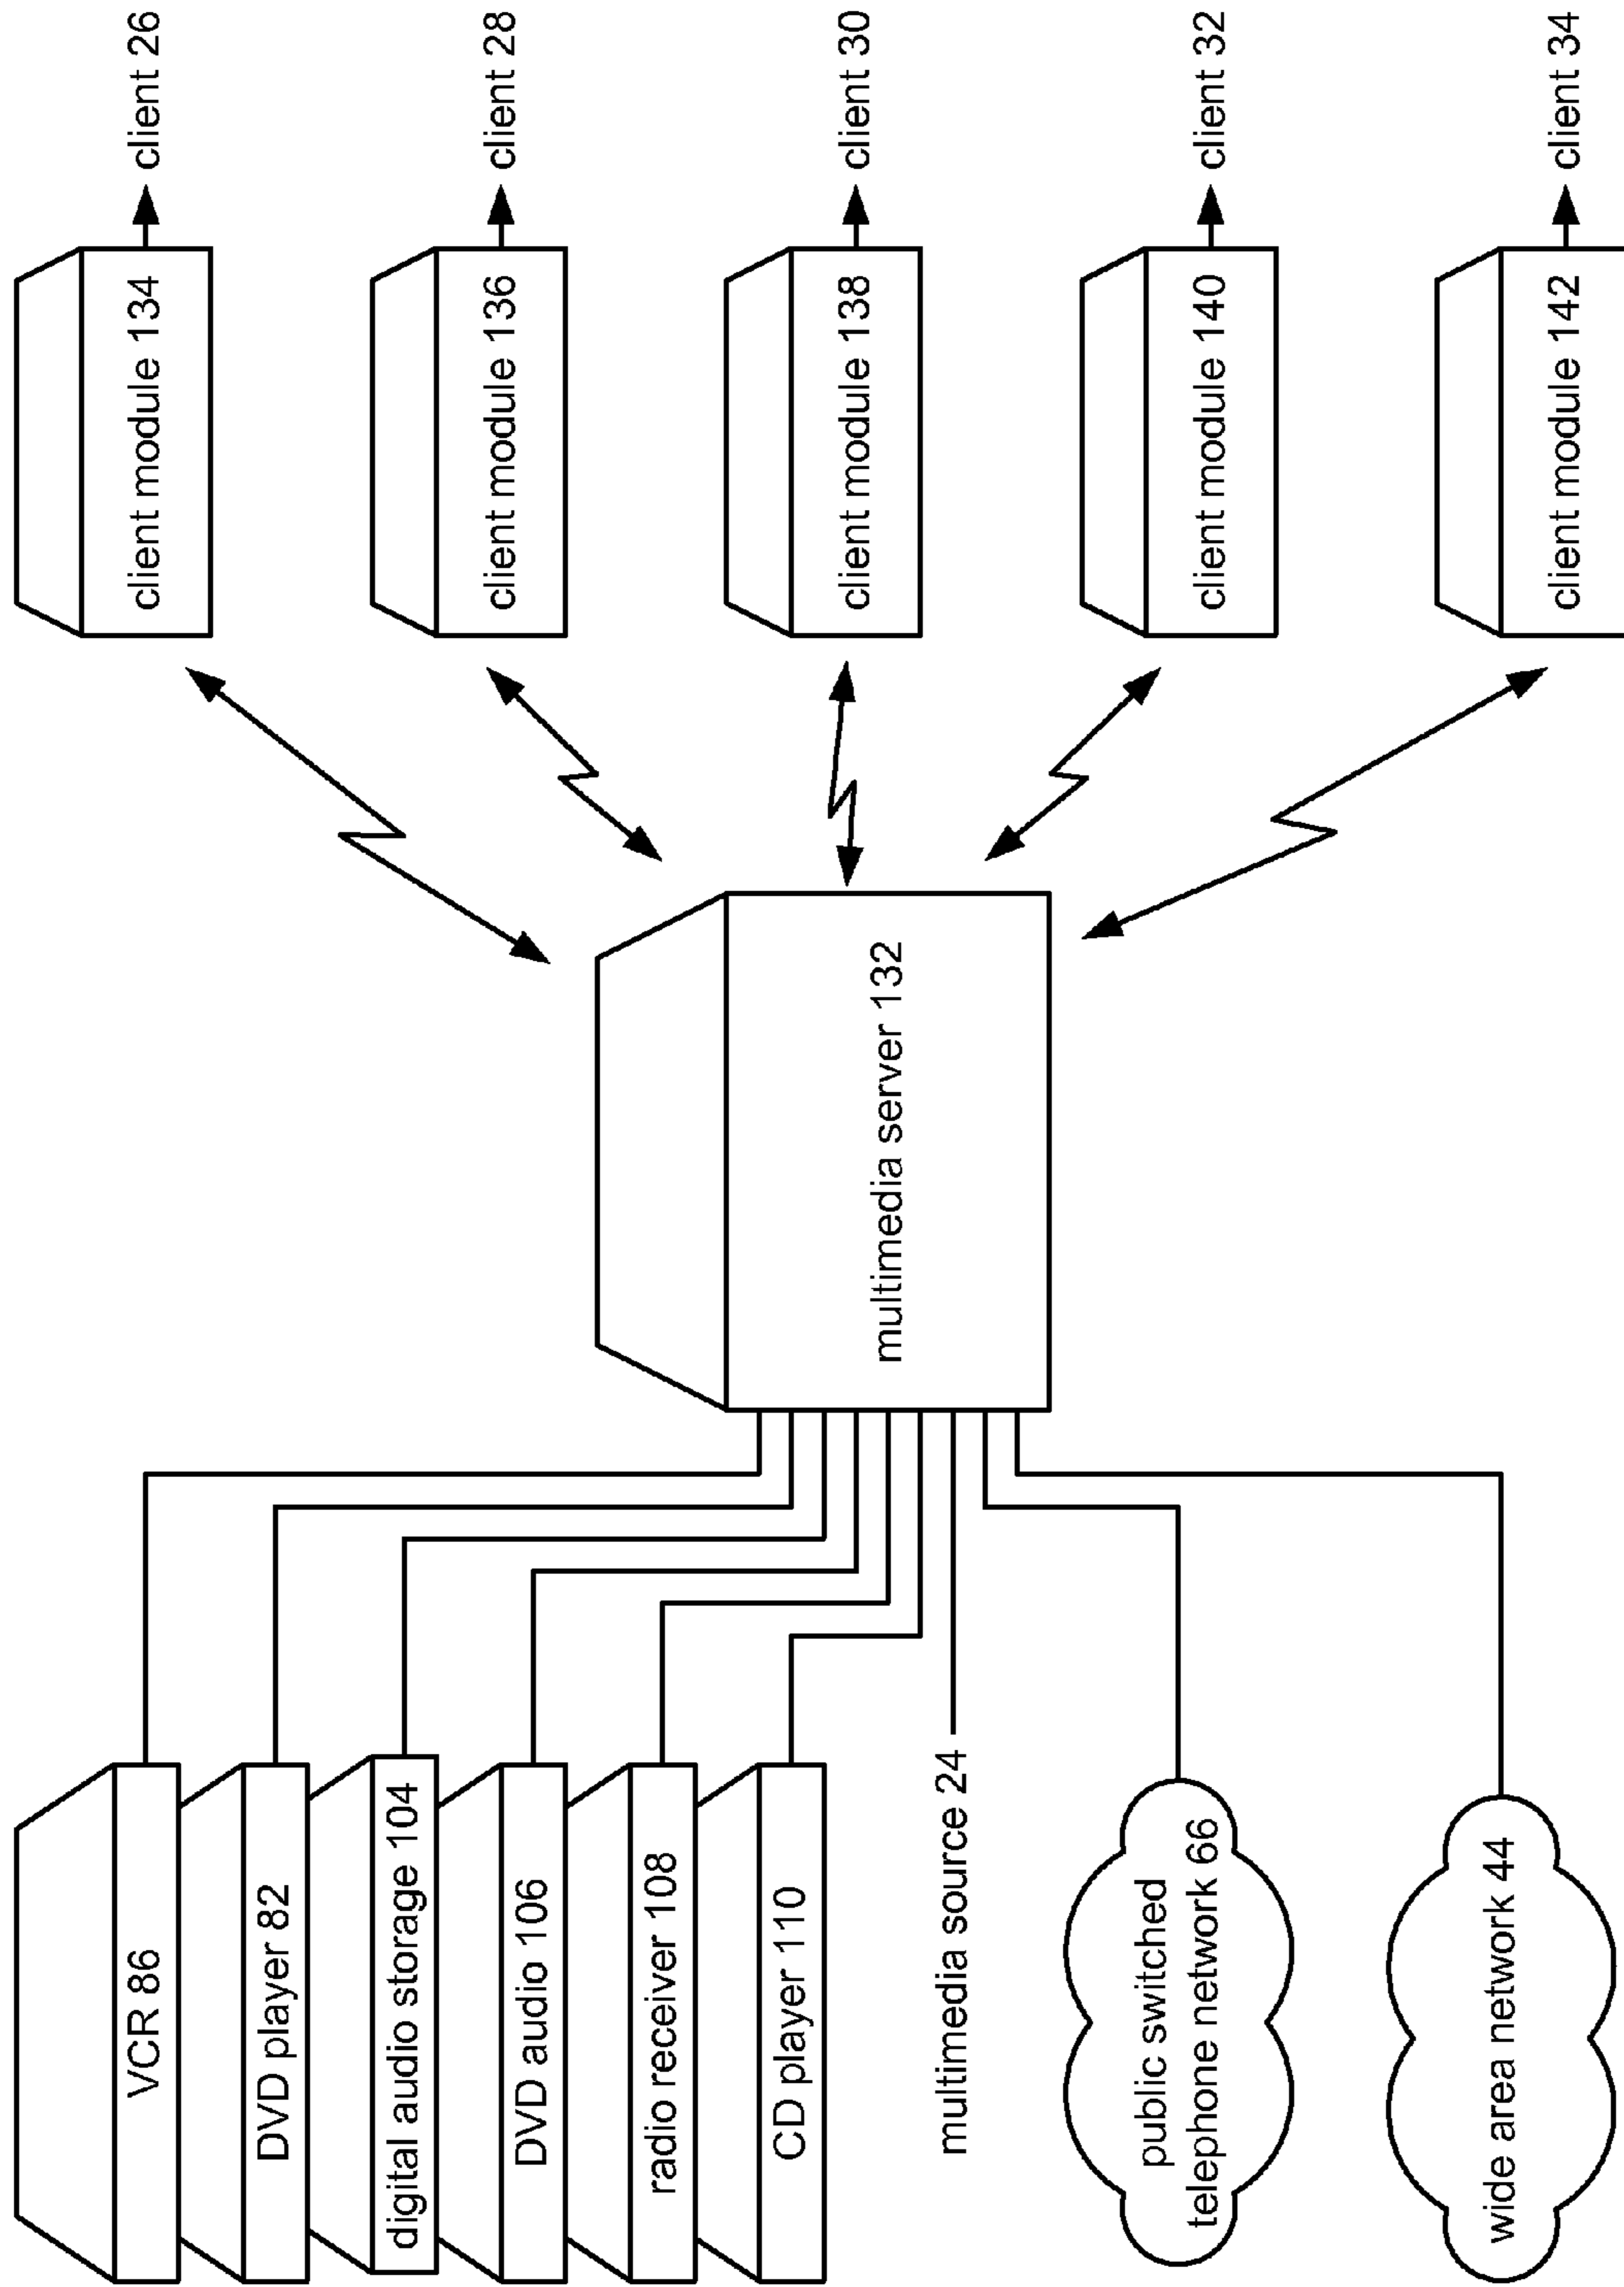 VCR 86
DVD player 82
digital audio storage 104
DVD audio 106
radio receiver 108
CD player 110
multimedia source 24
public switched
telephone network 66
wide area network 44
multimedia server 132
client module 134
client 26
client module 136
client 28
client module 138
client 30
client module 140
client 32
client module 142
client 34